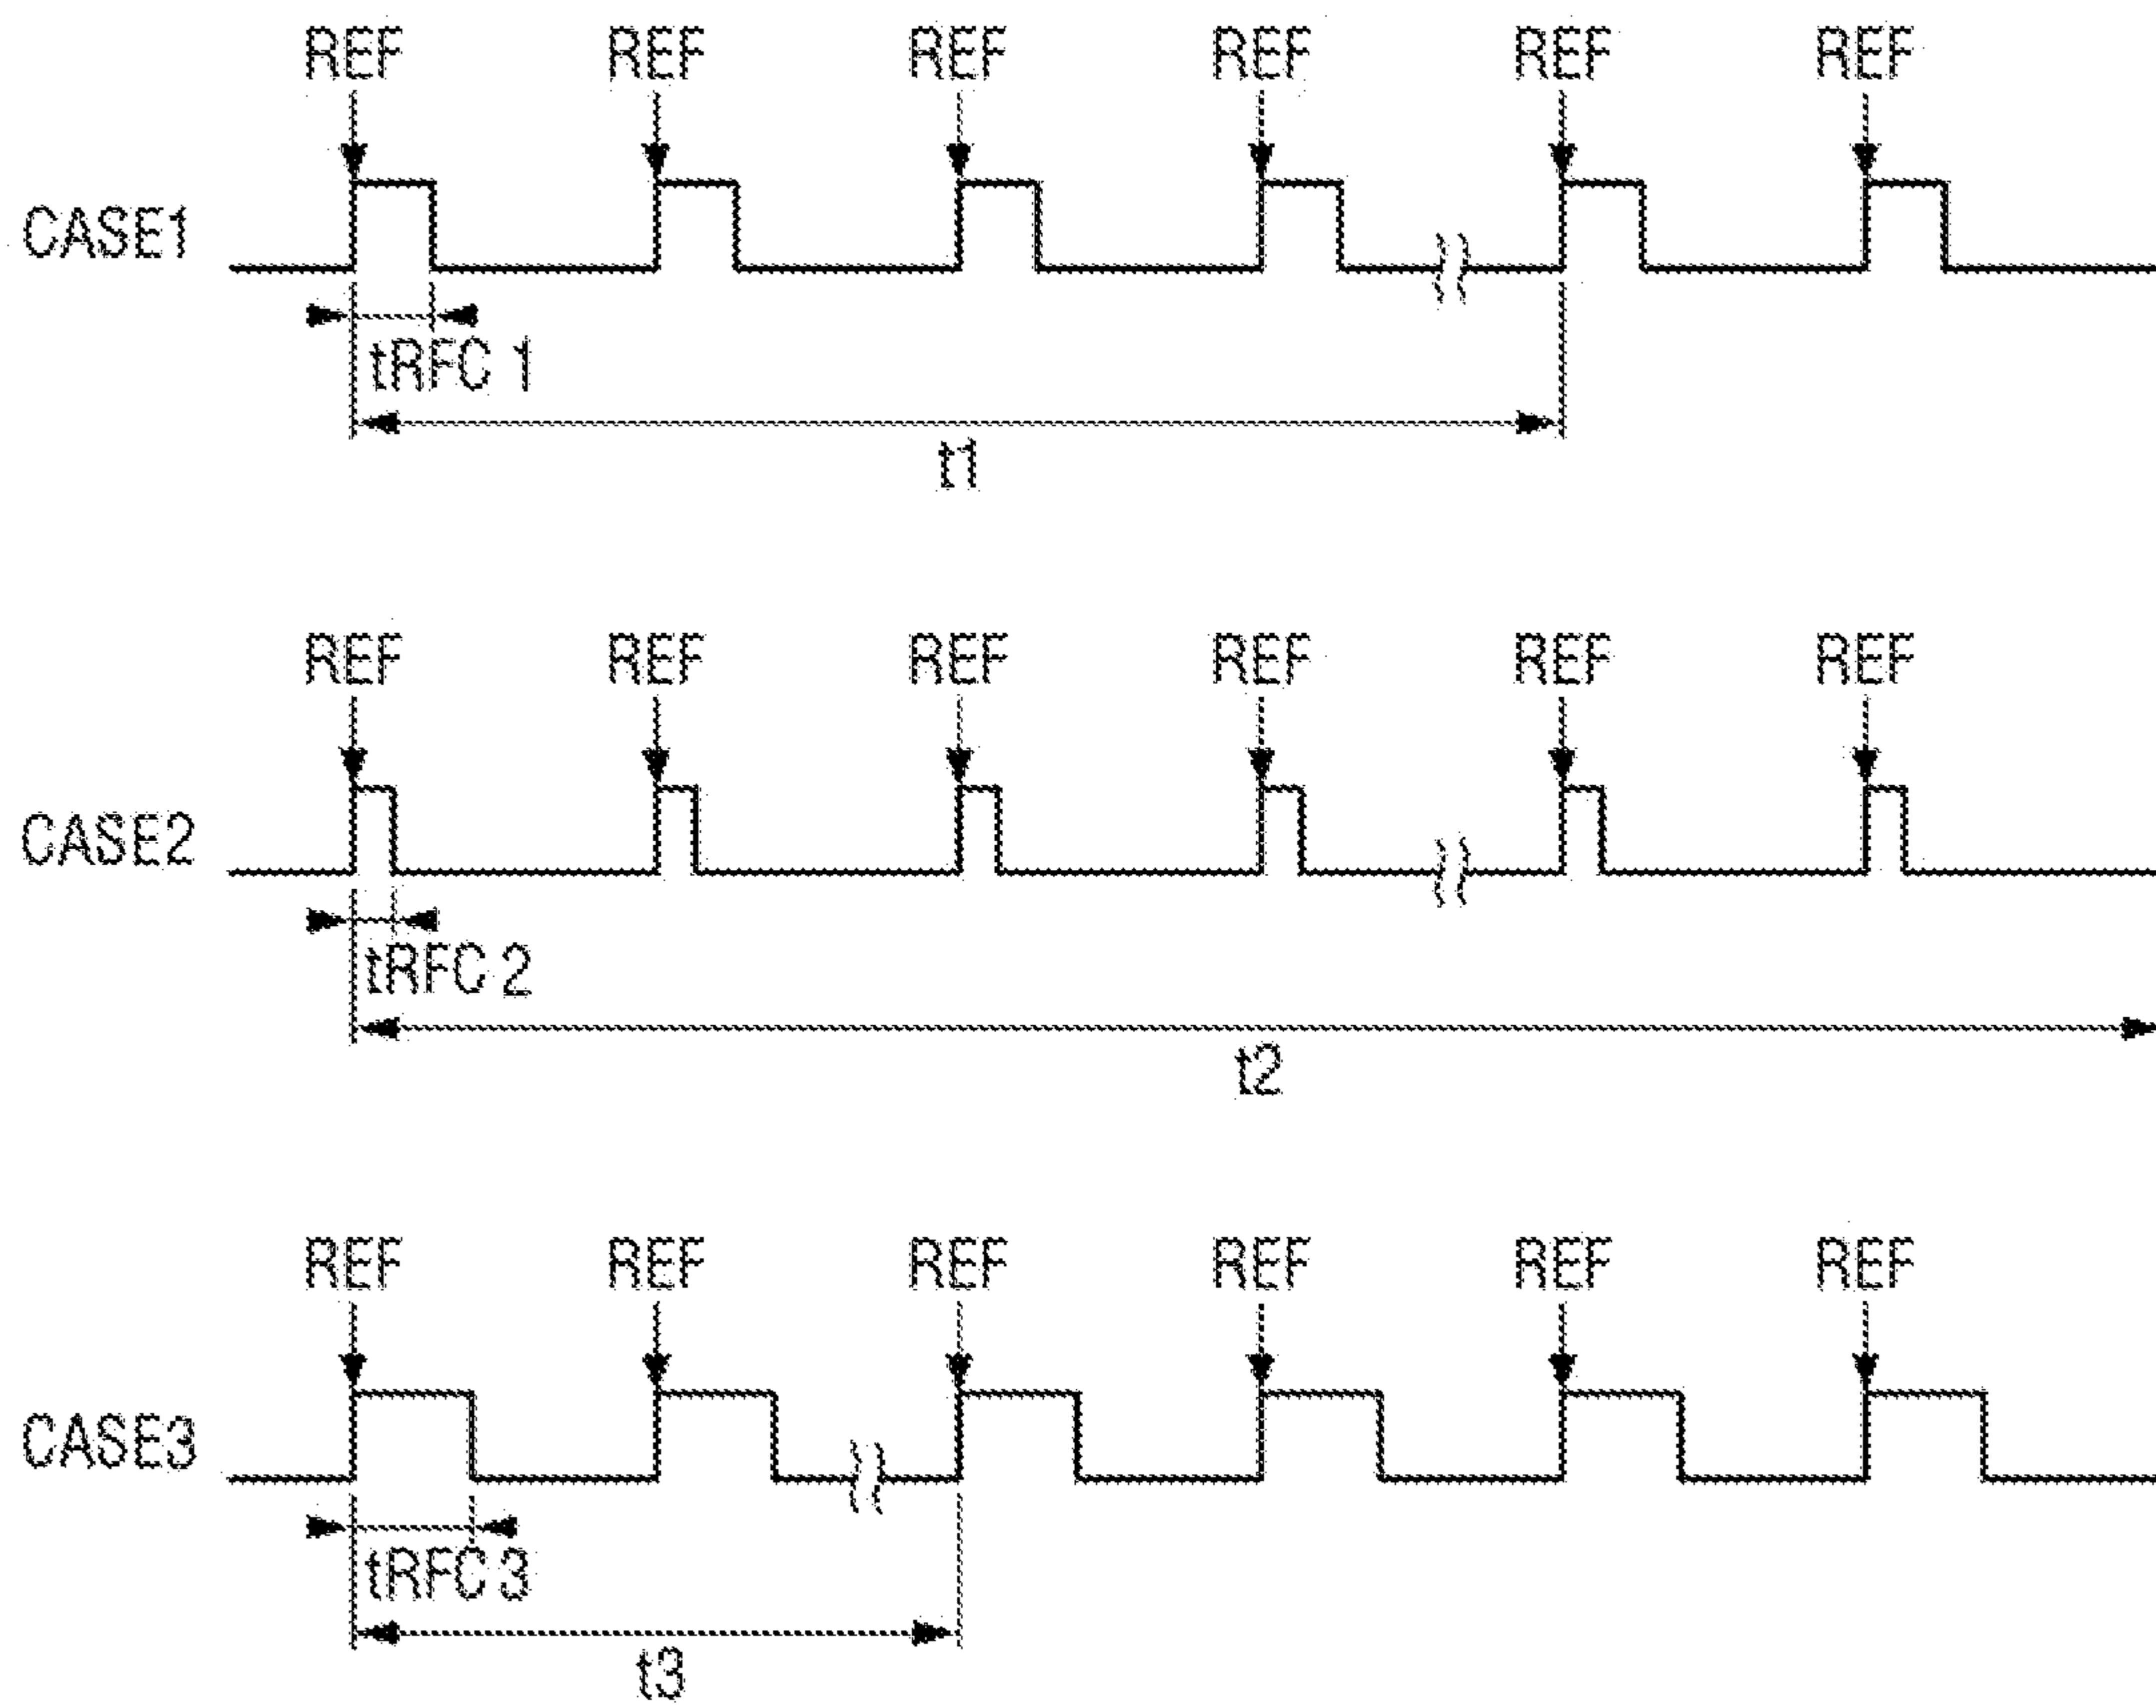 REF REF REF REF REF REF
CASE1
tRFC 1
t1
REF REF REF REF REF REF
CASE2
tRFC 2
t2
REF REF REF REF REF REF
CASE3
tRFC 3
t3